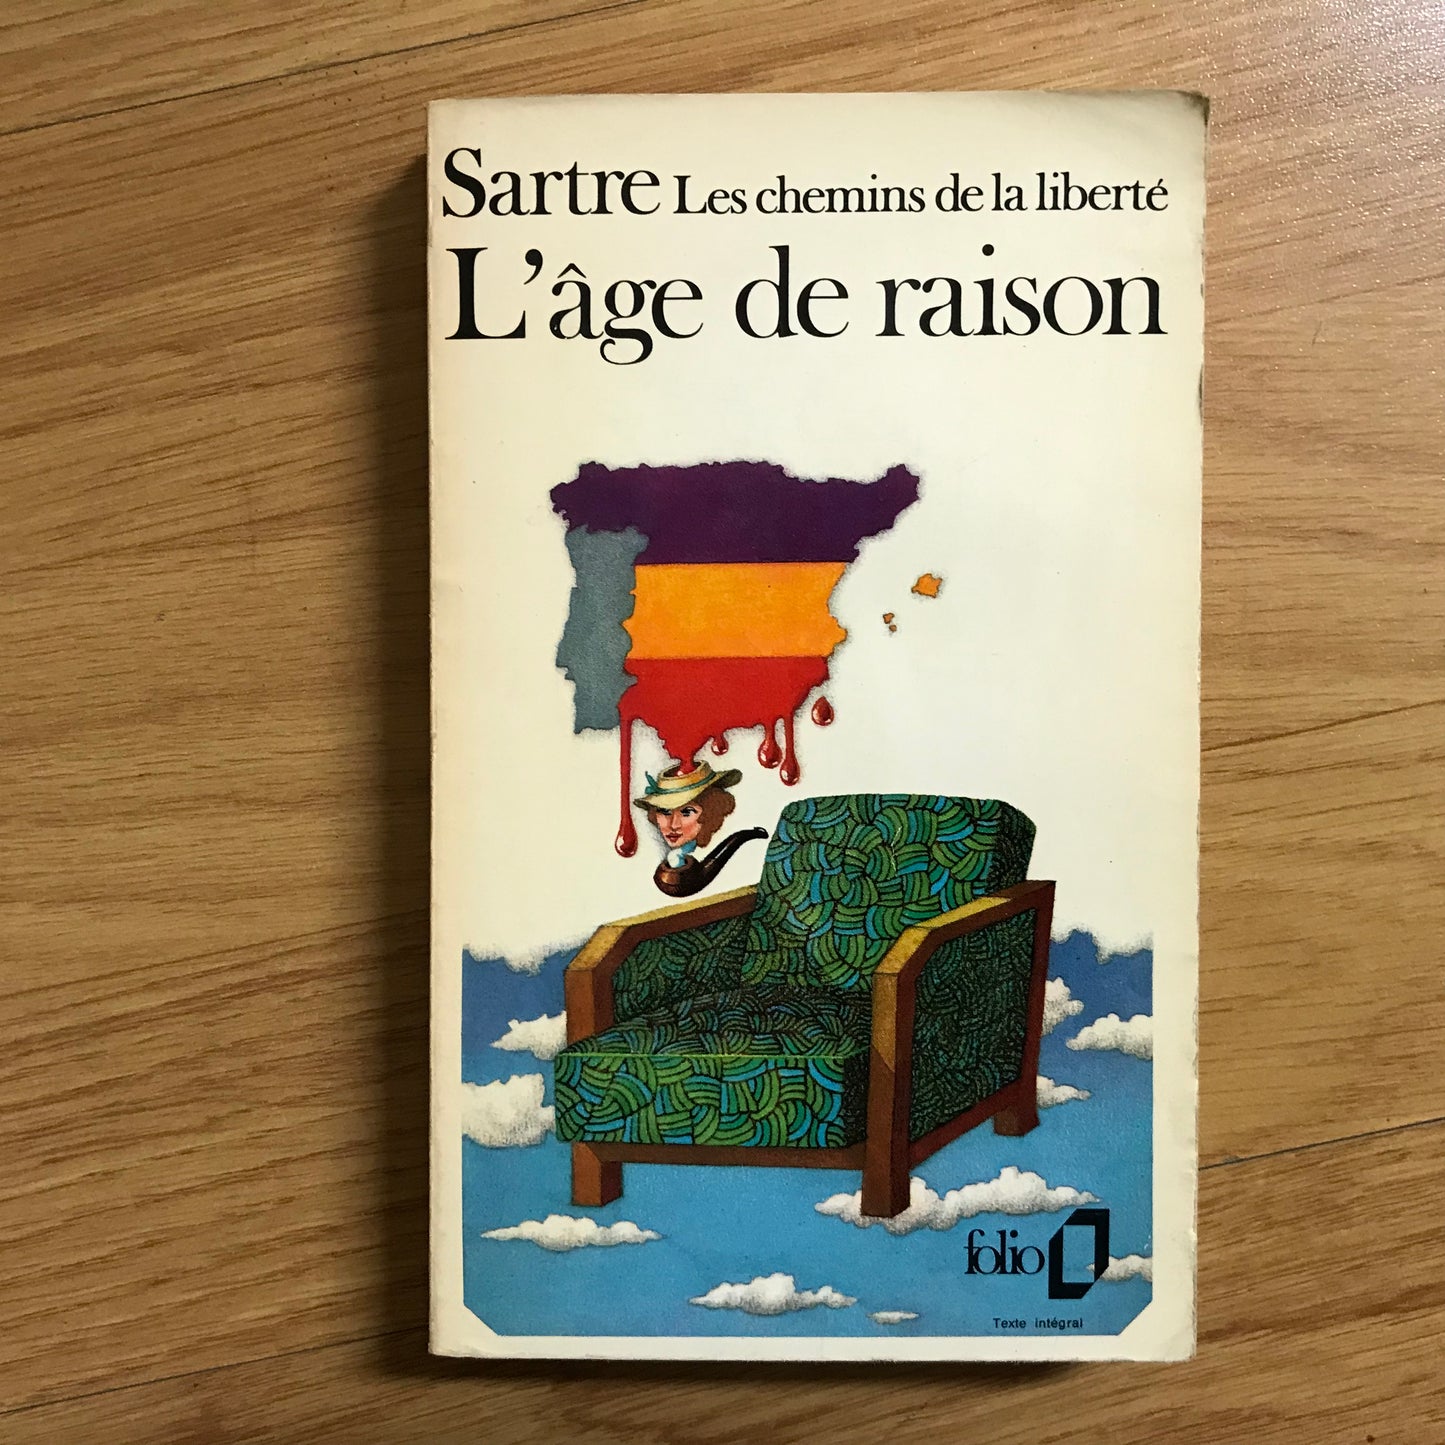 Sartre Les chemins de la liberté
L'âge de raison
folio
Texte intégral